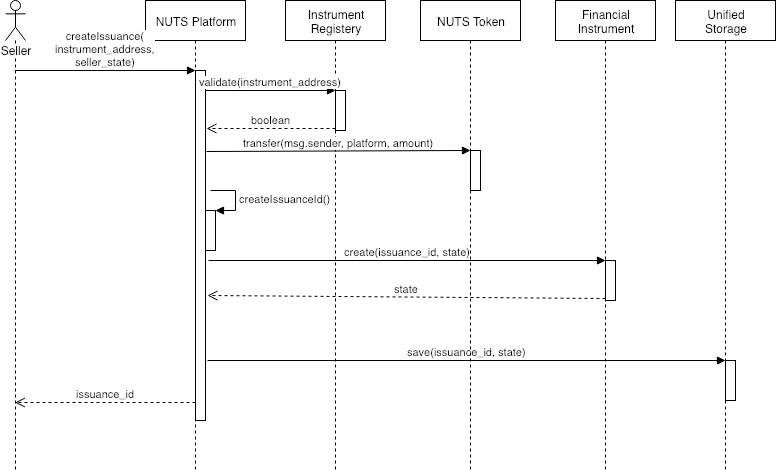 Seller
NUTS Platform
Instrument
Registery
NUTS Token
Financial
Instrument
Unified
Storage
createIssuance(
instrument_address,
seller_state)
validate(instrument_address)
boolean
transfer(msg.sender, platform, amount)
createIssuanceId()
create(issuance_id, state)
state
save(issuance_id, state)
issuance_id